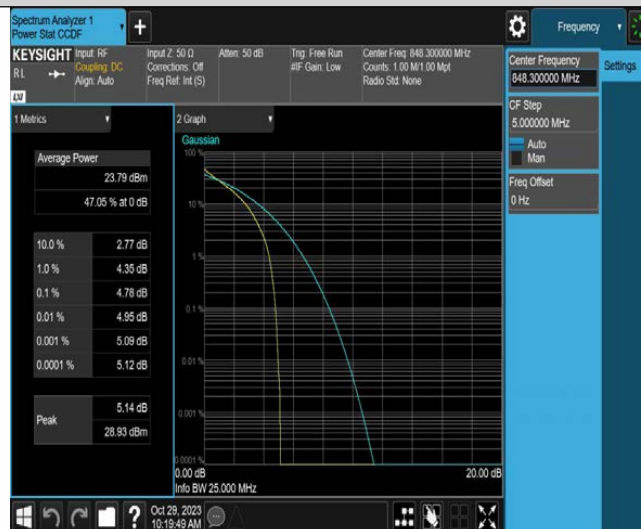 Spectrum Analyzer 1
Power Stat CCDF
Frequency
KEYSIGHT
RL
LXI
Input: RF
Coupling: DC
Align: Auto
Input Z: 50 Ω
Corrections: Off
Freq Ref: Int (S)
Atten: 50 dB
Trig: Free Run
#IF Gain: Low
Center Freq: 848.300000 MHz
Counts: 1.00 M/1.00 Mpt
Radio Std: None
Center Frequency
848.300000 MHz
Settings
CF Step
5.000000 MHz
Auto
Man
Freq Offset
0 Hz
1 Metrics
Average Power
23.79 dBm
47.05 % at 0 dB
10.0 % 2.77 dB
1.0 % 4.35 dB
0.1 % 4.78 dB
0.01 % 4.95 dB
0.001 % 5.09 dB
0.0001 % 5.12 dB
Peak 5.14 dB
28.93 dBm
2 Graph
Gaussian
100 %
10 %
1 %
0.1 %
0.01 %
0.001 %
0.0001 %
0.00 dB
20.00 dB
Info BW 25.000 MHz
?
Oct 29, 2023
10:19:49 AM